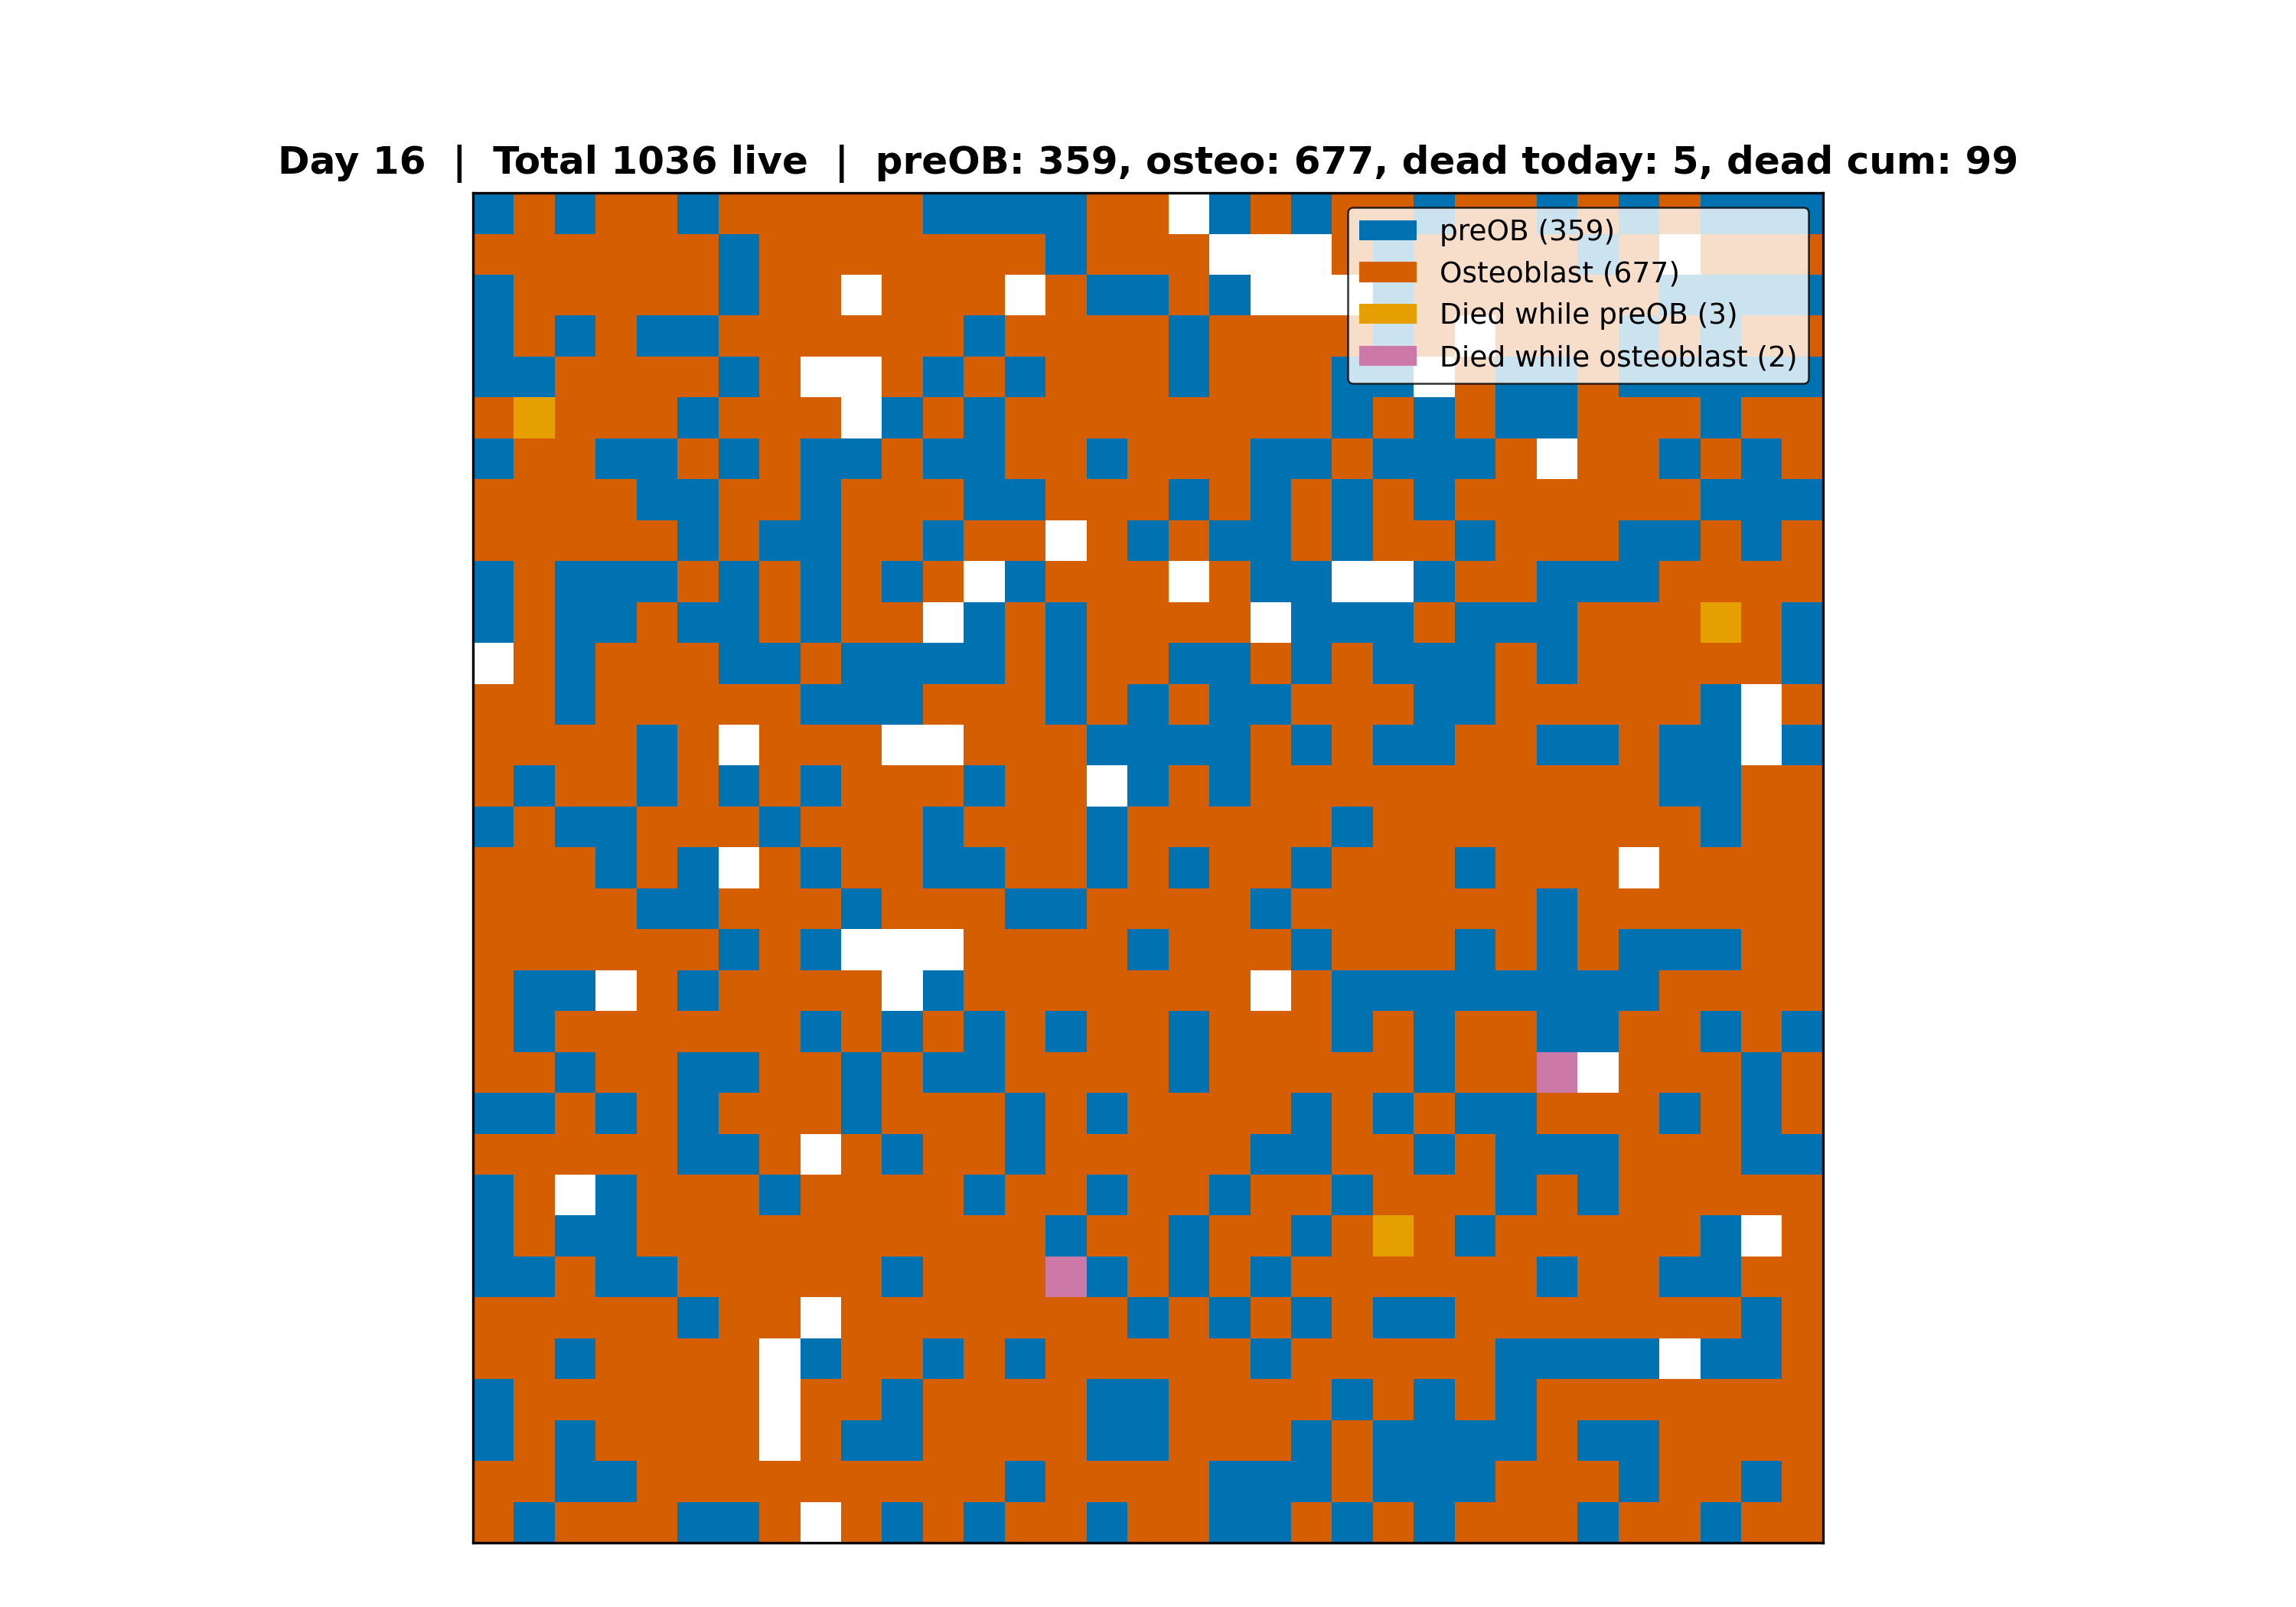 Day 16 | Total 1036 live | preOB: 359, osteo: 677, dead today: 5, dead cum: 99
preOB (359)
Osteoblast (677)
Died while preOB (3)
Died while osteoblast (2)